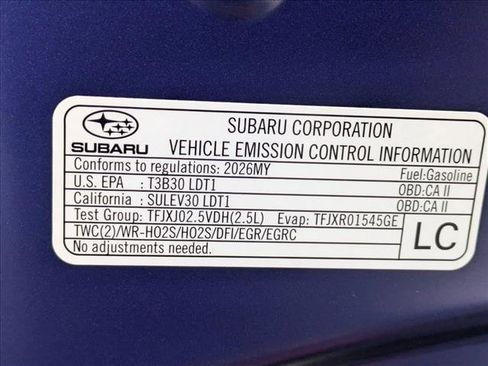 SUBARU
SUBARU CORPORATION
VEHICLE EMISSION CONTROL INFORMATION
Conforms to regulations: 2026MY Fuel:Gasoline
U.S. EPA : T3B30 LDT1 OBD:CA II
California : SULEV30 LDT1 OBD:CA II
Test Group: TFJXJ02.5VDH(2.5L) Evap: TFJXR01545GE
TWC(2)/WR-HO2S/HO2S/DFI/EGR/EGRC
No adjustments needed.
LC